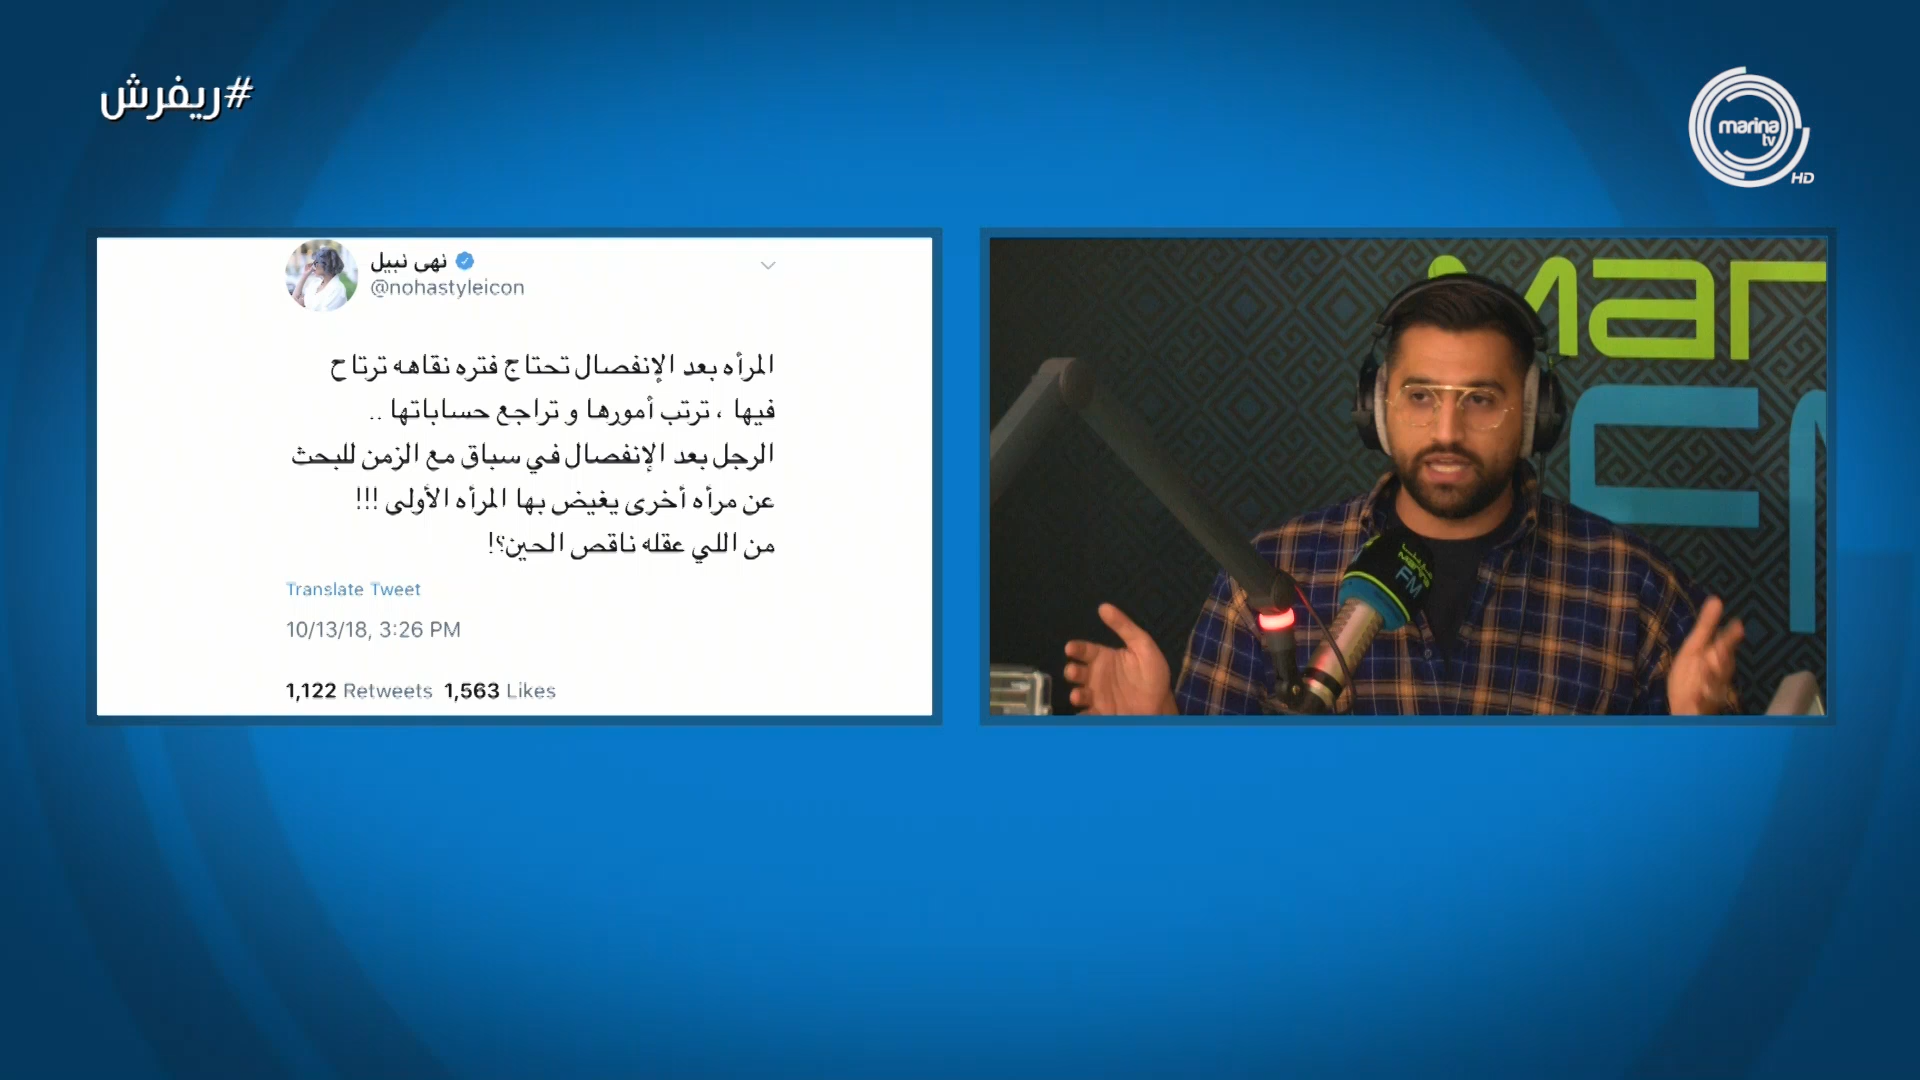 #ريفرش
marina
tv
HD
نهى نبيل
@nohastyleicon
المرأه بعد الإنفصال تحتاج فتره نقاهه ترتاح
فيها ، ترتب أمورها و تراجع حساباتها ..
الرجل بعد الإنفصال في سباق مع الزمن للبحث
عن مرأه أخرى يغيض بها المرأه الأولى !!!
من اللي عقله ناقص الحين؟!
Translate Tweet
10/13/18, 3:26 PM
1,122 Retweets 1,563 Likes
Mar
F
مارينا
Marina
FM